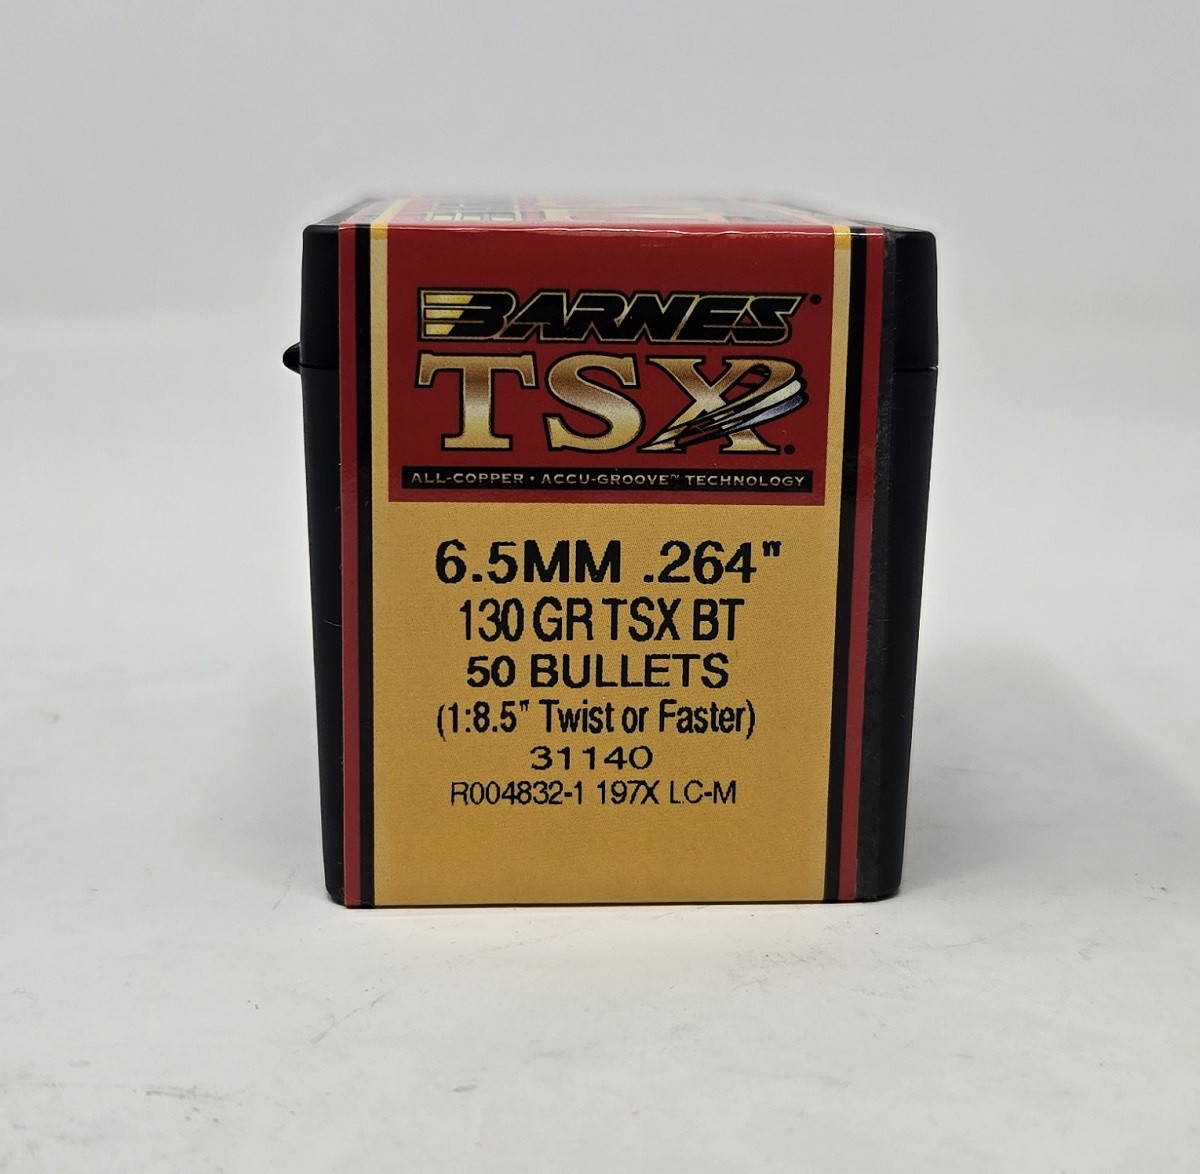 BARNES®
TSX®
ALL-COPPER • ACCU-GROOVE™ TECHNOLOGY
6.5MM .264"
130 GR TSX BT
50 BULLETS
(1:8.5" Twist or Faster)
31140
R004832-1 197X LC-M